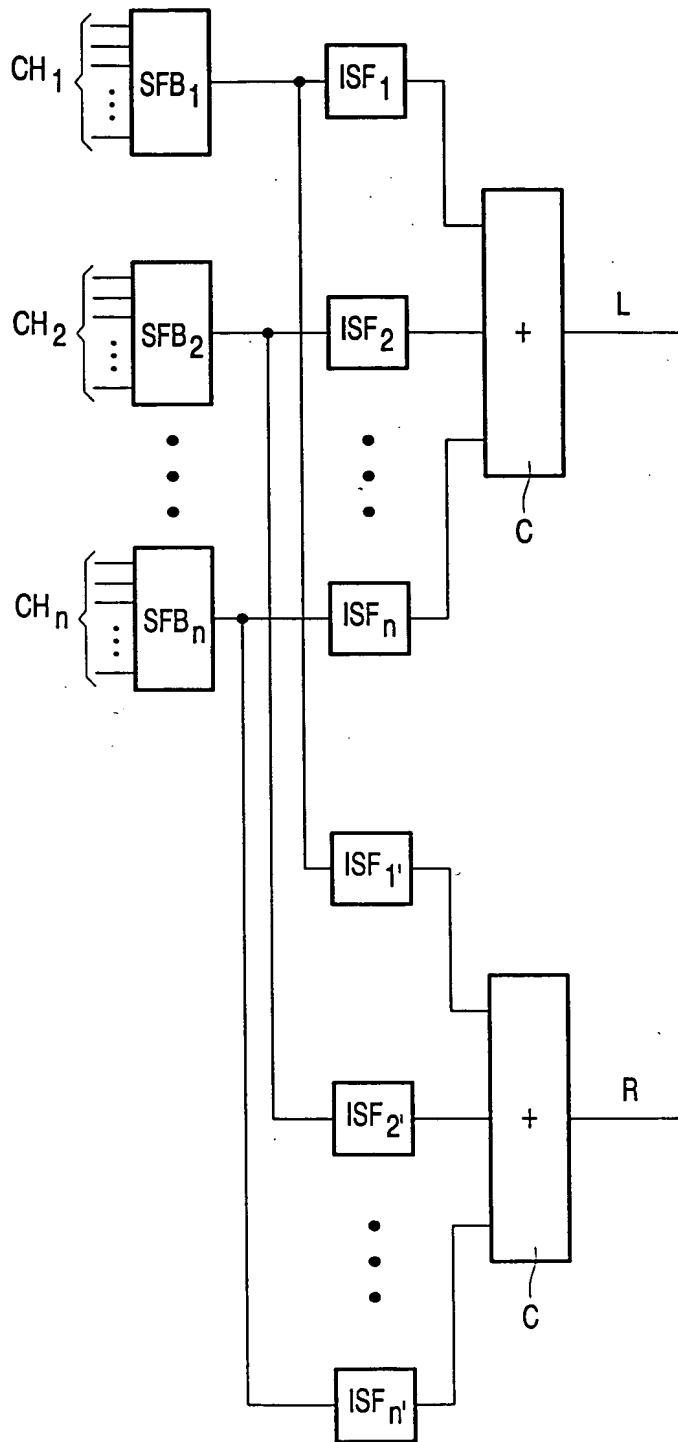 CH1
SFB1
ISF1
CH2
SFB2
ISF2
+
L
C
CHn
SFBn
ISFn
ISF1'
ISF2'
+
R
C
ISFn'